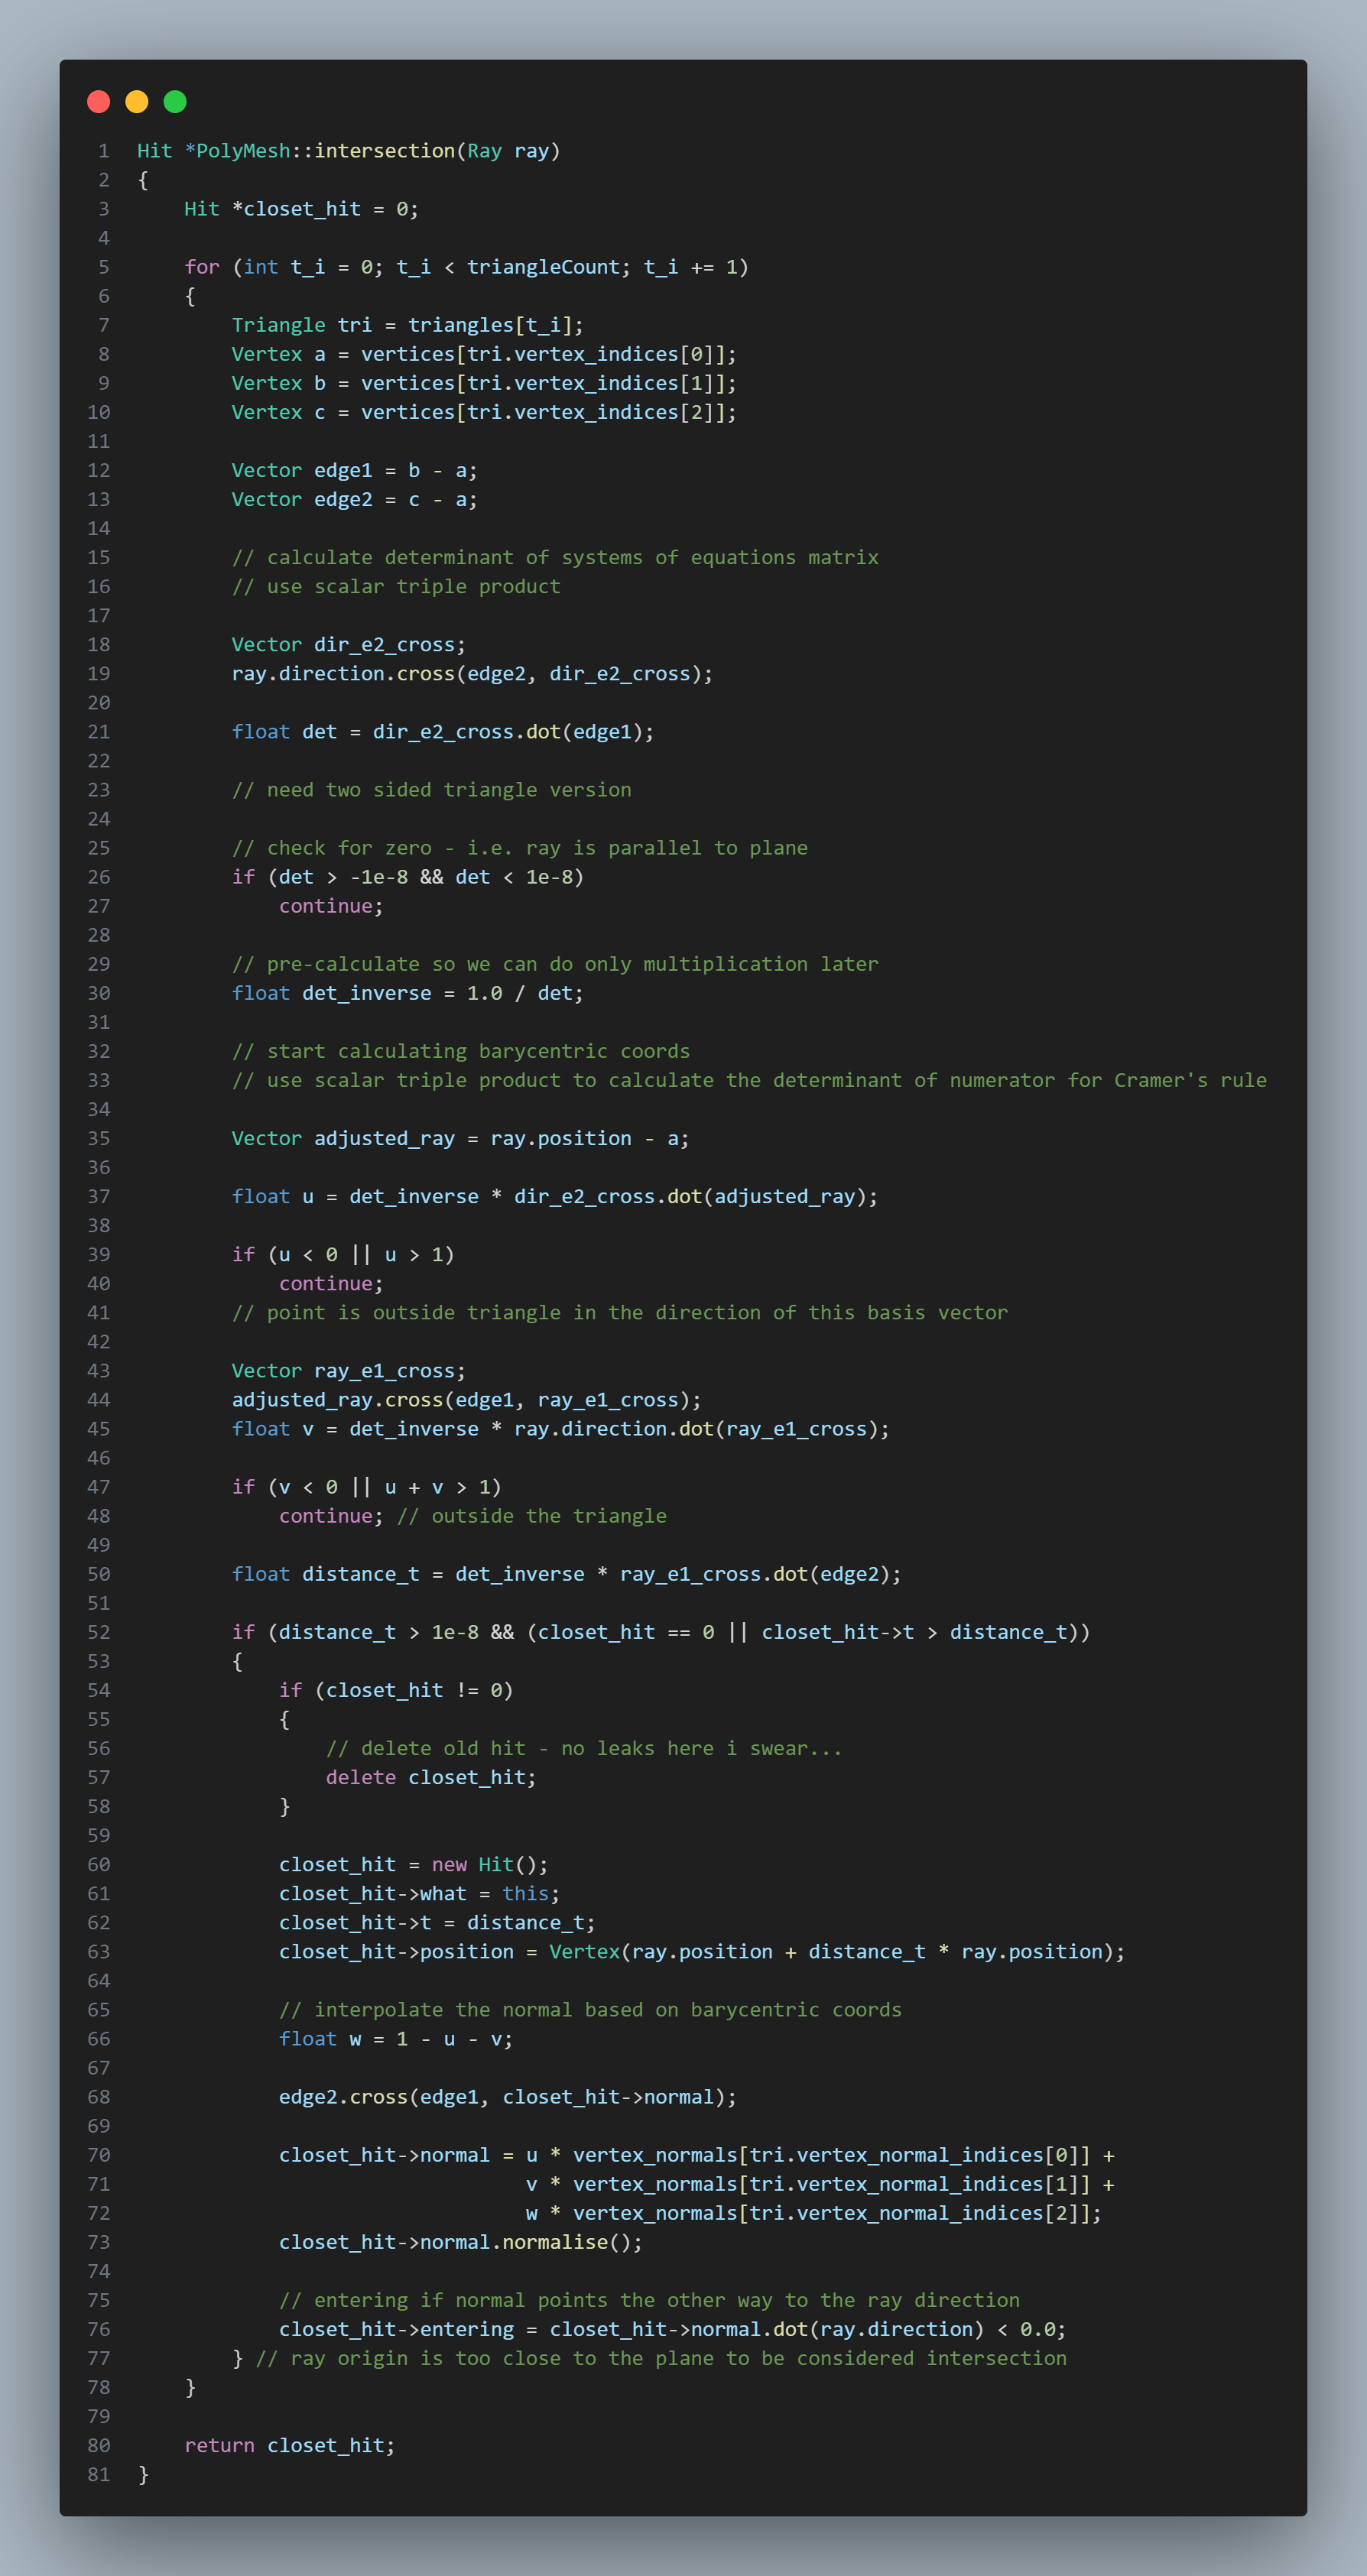 1 Hit *PolyMesh::intersection(Ray ray)
2 {
3     Hit *closet_hit = 0;
4
5     for (int t_i = 0; t_i < triangleCount; t_i += 1)
6     {
7         Triangle tri = triangles[t_i];
8         Vertex a = vertices[tri.vertex_indices[0]];
9         Vertex b = vertices[tri.vertex_indices[1]];
10         Vertex c = vertices[tri.vertex_indices[2]];
11
12         Vector edge1 = b - a;
13         Vector edge2 = c - a;
14
15         // calculate determinant of systems of equations matrix
16         // use scalar triple product
17
18         Vector dir_e2_cross;
19         ray.direction.cross(edge2, dir_e2_cross);
20
21         float det = dir_e2_cross.dot(edge1);
22
23         // need two sided triangle version
24
25         // check for zero - i.e. ray is parallel to plane
26         if (det > -1e-8 && det < 1e-8)
27             continue;
28
29         // pre-calculate so we can do only multiplication later
30         float det_inverse = 1.0 / det;
31
32         // start calculating barycentric coords
33         // use scalar triple product to calculate the determinant of numerator for Cramer's rule
34
35         Vector adjusted_ray = ray.position - a;
36
37         float u = det_inverse * dir_e2_cross.dot(adjusted_ray);
38
39         if (u < 0 || u > 1)
40             continue;
41         // point is outside triangle in the direction of this basis vector
42
43         Vector ray_e1_cross;
44         adjusted_ray.cross(edge1, ray_e1_cross);
45         float v = det_inverse * ray.direction.dot(ray_e1_cross);
46
47         if (v < 0 || u + v > 1)
48             continue; // outside the triangle
49
50         float distance_t = det_inverse * ray_e1_cross.dot(edge2);
51
52         if (distance_t > 1e-8 && (closet_hit == 0 || closet_hit->t > distance_t))
53         {
54             if (closet_hit != 0)
55             {
56                 // delete old hit - no leaks here i swear...
57                 delete closet_hit;
58             }
59
60             closet_hit = new Hit();
61             closet_hit->what = this;
62             closet_hit->t = distance_t;
63             closet_hit->position = Vertex(ray.position + distance_t * ray.position);
64
65             // interpolate the normal based on barycentric coords
66             float w = 1 - u - v;
67
68             edge2.cross(edge1, closet_hit->normal);
69
70             closet_hit->normal = u * vertex_normals[tri.vertex_normal_indices[0]] +
71                                  v * vertex_normals[tri.vertex_normal_indices[1]] +
72                                  w * vertex_normals[tri.vertex_normal_indices[2]];
73             closet_hit->normal.normalise();
74
75             // entering if normal points the other way to the ray direction
76             closet_hit->entering = closet_hit->normal.dot(ray.direction) < 0.0;
77         } // ray origin is too close to the plane to be considered intersection
78     }
79
80     return closet_hit;
81 }